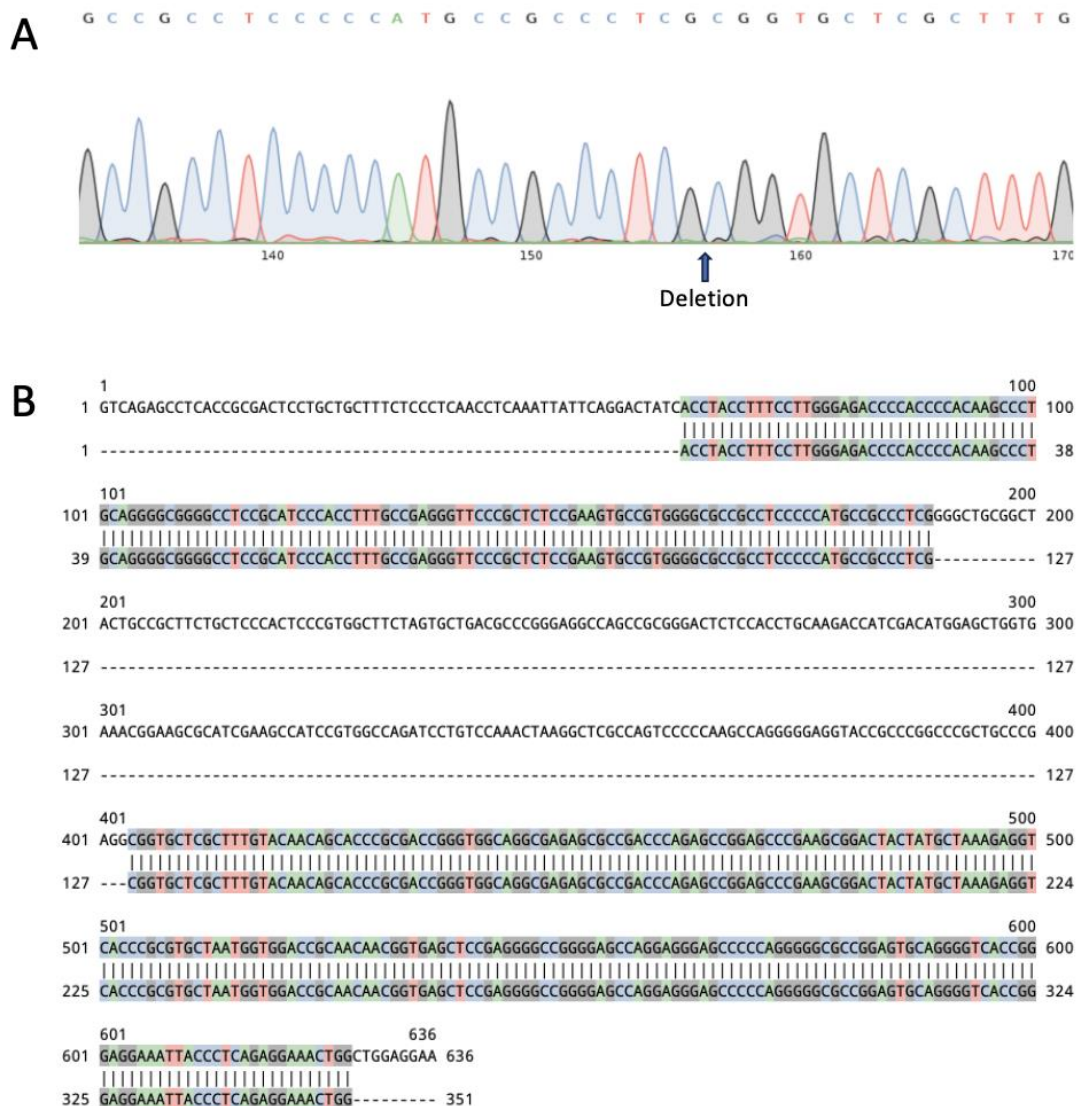 A
G C C G C C T C C C C C A T G C C G C C C T C G C G G T G C T C G C T T T G
140 150 160 170
Deletion
B
1 100
1 GTCAGAGCCTCACCGCGACTCCTGCTGCTTTCTCCCTCAACCTCAAATTATTCAGGACTATCACCTACCTTTCCTTGGGAGACCCCACCCCACAAGCCCT 100
1 --------------------------------------------------------------ACCTACCTTTCCTTGGGAGACCCCACCCCACAAGCCCT 38
101 200
101 GCAGGGGCGGGGCCTCCGCATCCCACCTTTGCCGAGGGTTCCCGCTCTCCGAAGTGCCGTGGGGCGCCGCCTCCCCCATGCCGCCCTCGGGGCTGCGGCT 200
39 GCAGGGGCGGGGCCTCCGCATCCCACCTTTGCCGAGGGTTCCCGCTCTCCGAAGTGCCGTGGGGCGCCGCCTCCCCCATGCCGCCCTCG----------- 127
201 300
201 ACTGCCGCTTCTGCTCCCACTCCCGTGGCTTCTAGTGCTGACGCCCGGGAGGCCAGCCGCGGGACTCTCCACCTGCAAGACCATCGACATGGAGCTGGTG 300
127 ---------------------------------------------------------------------------------------------------- 127
301 400
301 AAACGGAAGCGCATCGAAGCCATCCGTGGCCAGATCCTGTCCAAACTAAGGCTCGCCAGTCCCCCAAGCCAGGGGGAGGTACCGCCCGGCCCGCTGCCCG 400
127 ---------------------------------------------------------------------------------------------------- 127
401 500
401 AGGCGGTGCTCGCTTTGTACAACAGCACCCGCGACCGGGTGGCAGGCGAGAGCGCCGACCCAGAGCCGGAGCCCGAAGCGGACTACTATGCTAAAGAGGT 500
127 ---CGGTGCTCGCTTTGTACAACAGCACCCGCGACCGGGTGGCAGGCGAGAGCGCCGACCCAGAGCCGGAGCCCGAAGCGGACTACTATGCTAAAGAGGT 224
501 600
501 CACCCGCGTGCTAATGGTGGACCGCAACAACGGTGAGCTCCGAGGGGCCGGGGAGCCAGGAGGGAGCCCCCAGGGGGCGCCGGAGTGCAGGGGTCACCGG 600
225 CACCCGCGTGCTAATGGTGGACCGCAACAACGGTGAGCTCCGAGGGGCCGGGGAGCCAGGAGGGAGCCCCCAGGGGGCGCCGGAGTGCAGGGGTCACCGG 324
601 636
601 GAGGAAATTACCCTCAGAGGAAACTGGCTGGAGGAA 636
325 GAGGAAATTACCCTCAGAGGAAACTGG--------- 351